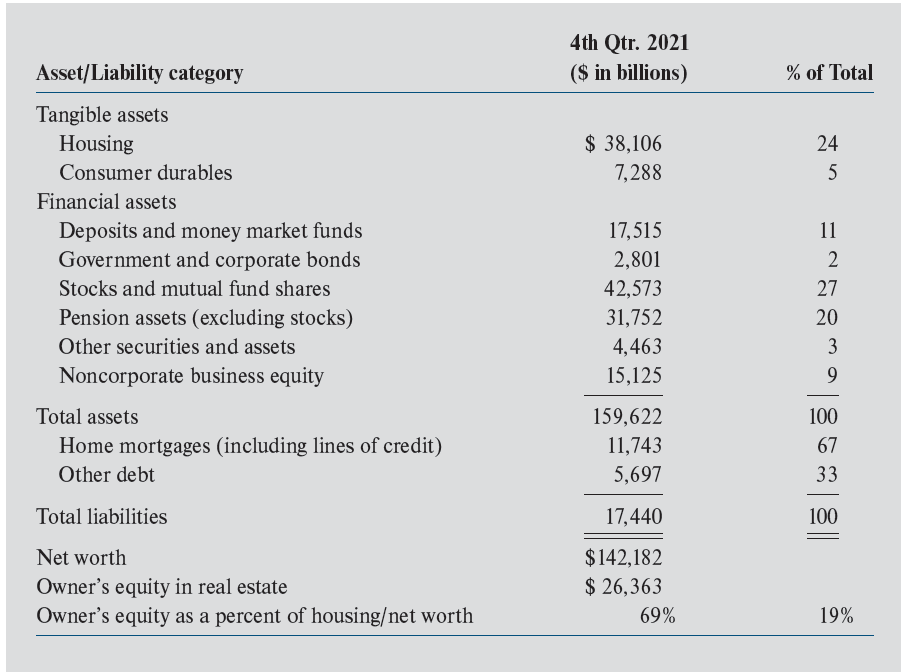 4th Qtr. 2021
Asset/Liability category ($ in billions) % of Total
Tangible assets
Housing $ 38,106 24
Consumer durables 7,288 5
Financial assets
Deposits and money market funds 17,515 11
Government and corporate bonds 2,801 2
Stocks and mutual fund shares 42,573 27
Pension assets (excluding stocks) 31,752 20
Other securities and assets 4,463 3
Noncorporate business equity 15,125 9
Total assets 159,622 100
Home mortgages (including lines of credit) 11,743 67
Other debt 5,697 33
Total liabilities 17,440 100
Net worth $142,182
Owner’s equity in real estate $ 26,363
Owner’s equity as a percent of housing/net worth 69% 19%